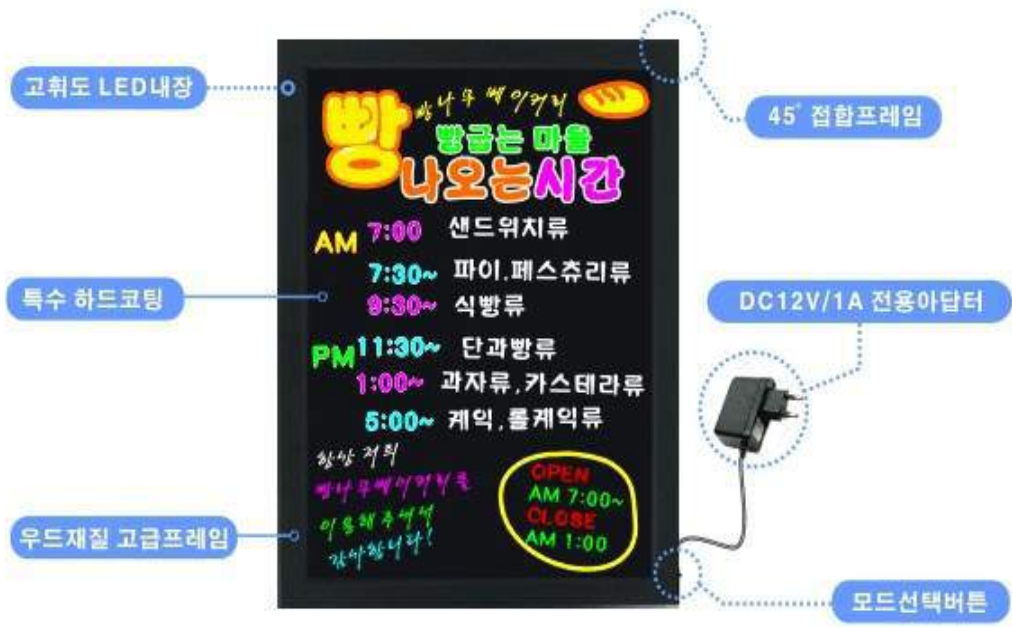 고휘도 LED내장
45° 접합프레임
특수 하드코팅
DC12V/1A 전용아답터
우드재질 고급프레임
모드선택버튼
빵나무 베이커리
빵굽는 마을
빵 나오는시간
AM 7:00 샌드위치류
7:30~ 파이.페스츄리류
9:30~ 식빵류
PM 11:30~ 단과빵류
1:00~ 과자류,카스테라류
5:00~ 케익,롤케익류
항상 저희
빵나무베이커리를
이용해주셔서
감사합니다!
OPEN
AM 7:00~
CLOSE
AM 1:00